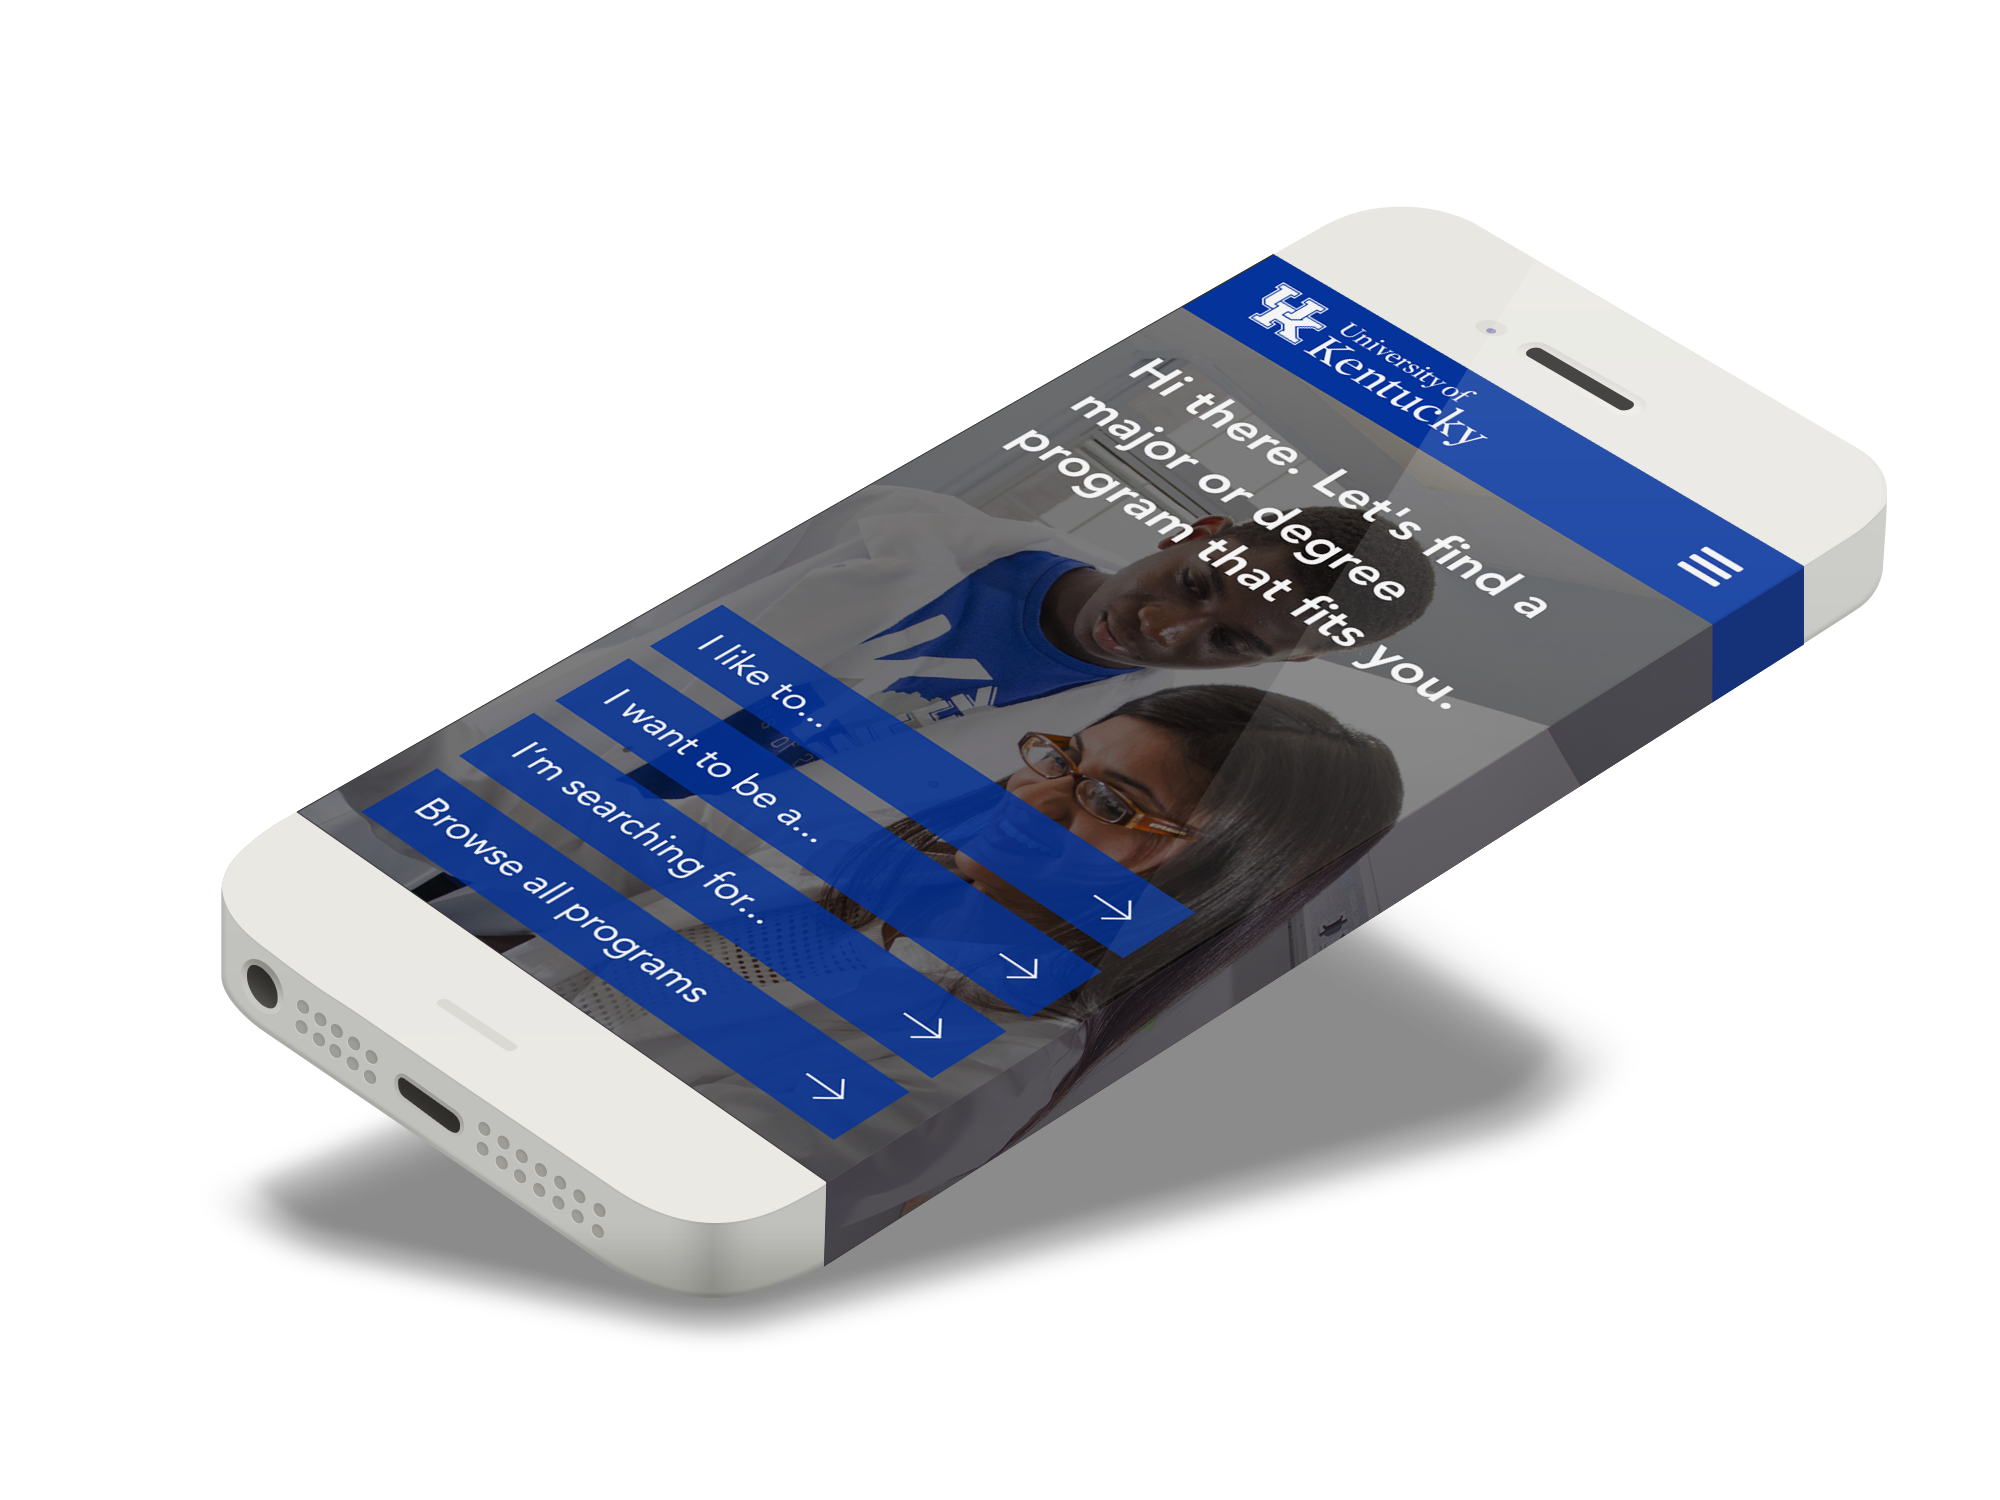 UK
University of
Kentucky
Hi there. Let's find a
major or degree
program that fits you.
I like to...
I want to be a...
I'm searching for...
Browse all programs